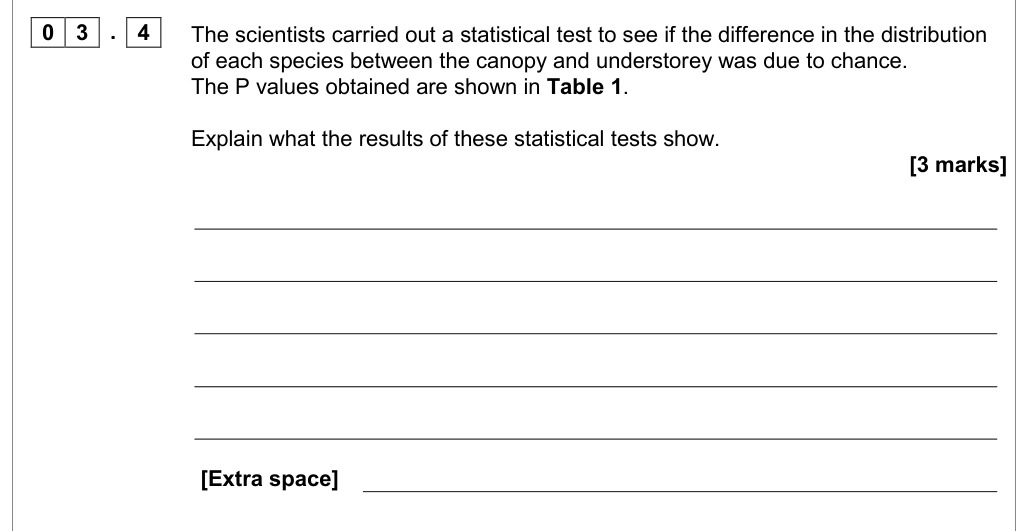 03.4 The scientists carried out a statistical test to see if the difference in the distribution
of each species between the canopy and understorey was due to chance.
The P values obtained are shown in Table 1.
Explain what the results of these statistical tests show.
[3 marks]
[Extra space]